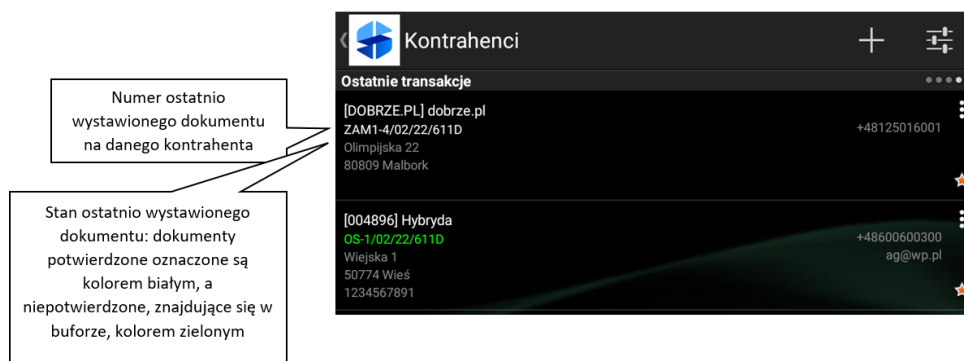 Kontrahenci
Ostatnie transakcje
Numer ostatnio
wystawionego dokumentu
na danego kontrahenta
[DOBRZE.PL] dobrze.pl
ZAM1-4/02/22/611D
+48125016001
Olimpijska 22
80809 Malbork
Stan ostatnio wystawionego
dokumentu: dokumenty
potwierdzone oznaczone są
kolorem białym, a
niepotwierdzone, znajdujące się w
buforze, kolorem zielonym
[004896] Hybryda
OS-1/02/22/611D
+48600600300
Wiejska 1
ag@wp.pl
50774 Wieś
1234567891